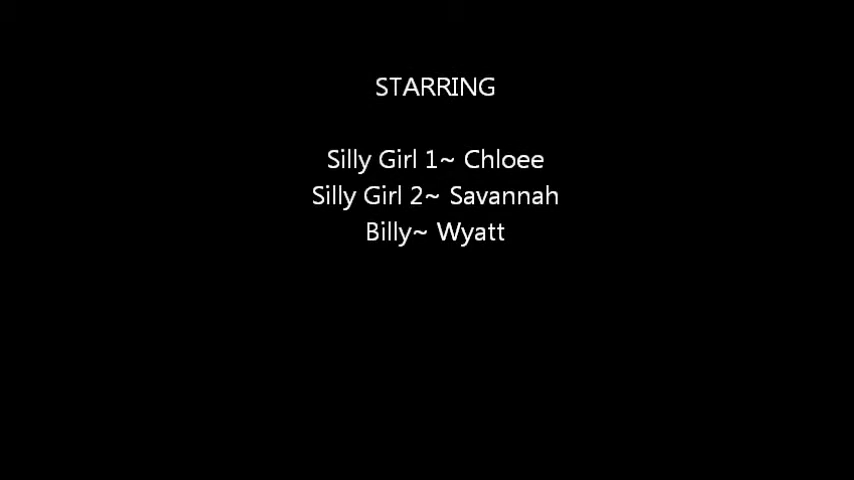 STARRING
Silly Girl 1~ Chloee
Silly Girl 2~ Savannah
Billy~ Wyatt